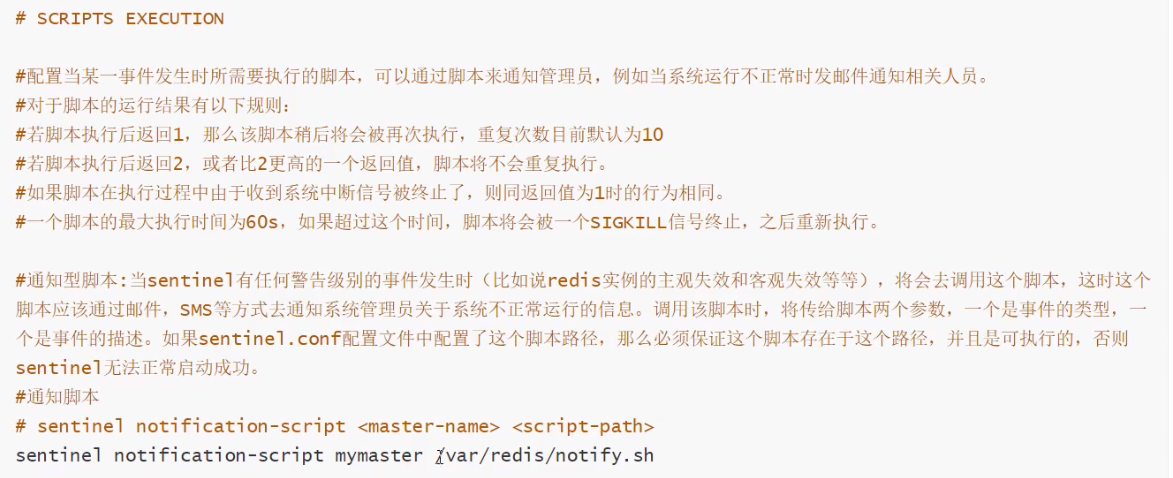 # SCRIPTS EXECUTION
#配置当某一事件发生时所需要执行的脚本，可以通过脚本来通知管理员，例如当系统运行不正常时发邮件通知相关人员。
#对于脚本的运行结果有以下规则：
#若脚本执行后返回1，那么该脚本稍后将会被再次执行，重复次数目前默认为10
#若脚本执行后返回2，或者比2更高的一个返回值，脚本将不会重复执行。
#如果脚本在执行过程中由于收到系统中断信号被终止了，则同返回值为1时的行为相同。
#一个脚本的最大执行时间为60s，如果超过这个时间，脚本将会被一个SIGKILL信号终止，之后重新执行。
#通知型脚本:当sentinel有任何警告级别的事件发生时（比如说redis实例的主观失效和客观失效等等），将会去调用这个脚本，这时这个
脚本应该通过邮件，SMS等方式去通知系统管理员关于系统不正常运行的信息。调用该脚本时，将传给脚本两个参数，一个是事件的类型，一
个是事件的描述。如果sentinel.conf配置文件中配置了这个脚本路径，那么必须保证这个脚本存在于这个路径，并且是可执行的，否则
sentinel无法正常启动成功。
#通知脚本
# sentinel notification-script <master-name> <script-path>
sentinel notification-script mymaster /var/redis/notify.sh